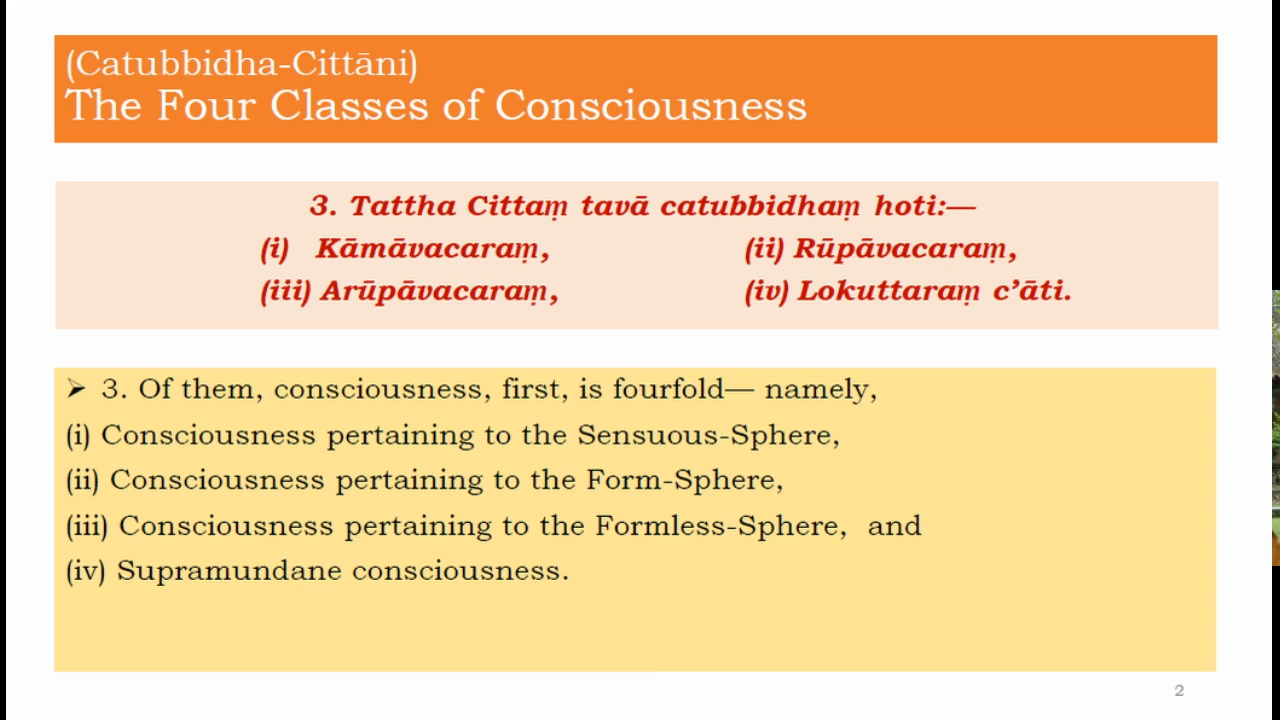 (Catubbidha-Cittāni)
The Four Classes of Consciousness
3. Tattha Cittaṃ tavā catubbidhaṃ hoti:—
(i) Kāmāvacaraṃ, (ii) Rūpāvacaraṃ,
(iii) Arūpāvacaraṃ, (iv) Lokuttaraṃ c’āti.
➢ 3. Of them, consciousness, first, is fourfold— namely,
(i) Consciousness pertaining to the Sensuous-Sphere,
(ii) Consciousness pertaining to the Form-Sphere,
(iii) Consciousness pertaining to the Formless-Sphere, and
(iv) Supramundane consciousness.
2